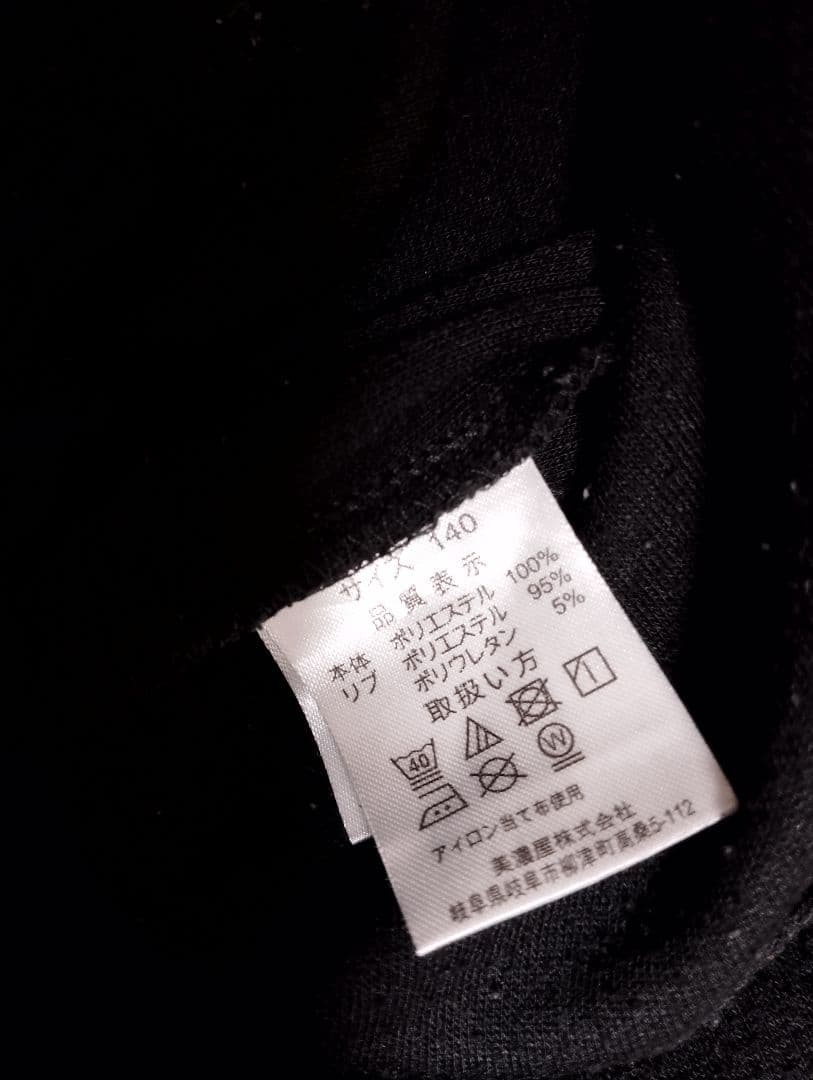 サイズ 140
品質表示
本体 ポリエステル 100%
リブ ポリエステル 95%
ポリウレタン 5%
取扱い方
40
W
アイロン当て布使用
美濃屋株式会社
岐阜県岐阜市柳津町高桑5-112